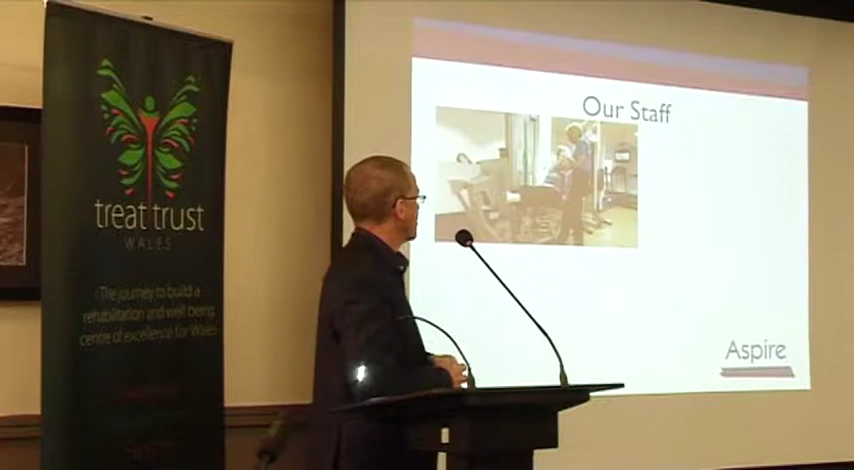 treat trust
WALES
The journey to build a
rehabilitation and well being
centre of excellence for Wales
Our Staff
Aspire